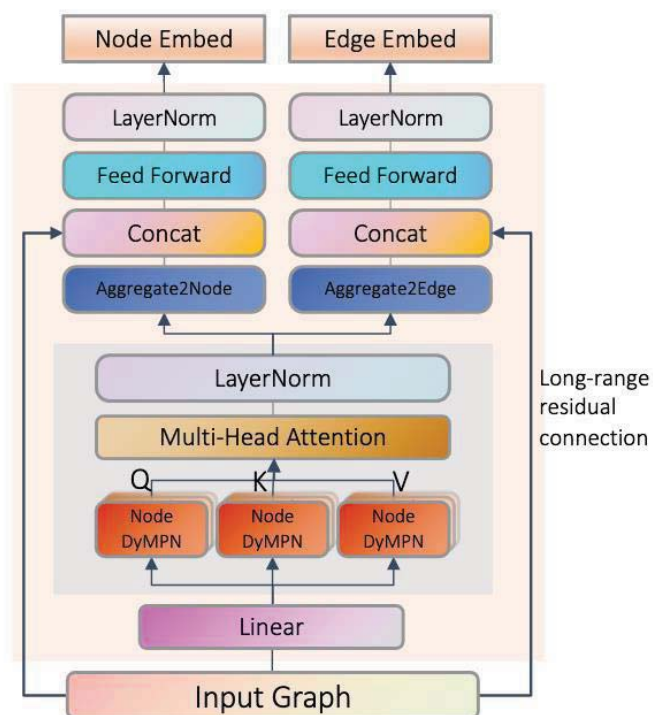 Node Embed
Edge Embed
LayerNorm
LayerNorm
Feed Forward
Feed Forward
Concat
Concat
Aggregate2Node
Aggregate2Edge
LayerNorm
Long-range
residual
connection
Multi-Head Attention
Q
K
V
Node
DyMPN
Node
DyMPN
Node
DyMPN
Linear
Input Graph